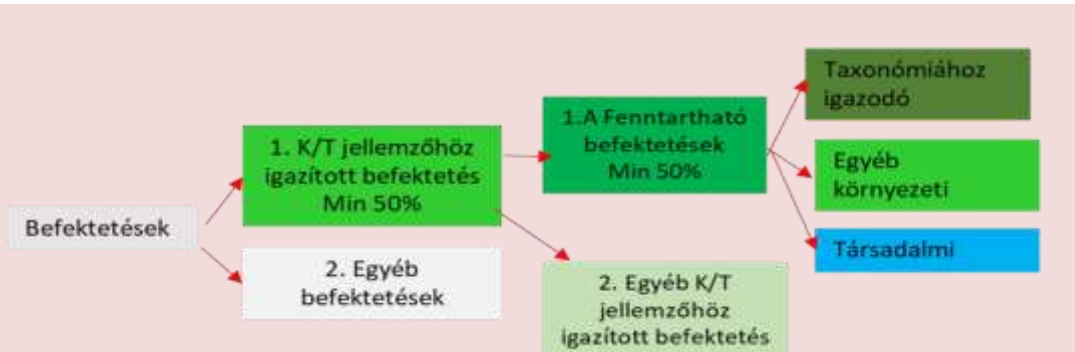 Befektetések
1. K/T jellemzőhöz
igazított befektetés
Min 50%
2. Egyéb
befektetések
1.A Fenntartható
befektetések
Min 50%
2. Egyéb K/T
jellemzőhöz
igazított befektetés
Taxonómiához
igazodó
Egyéb
környezeti
Társadalmi